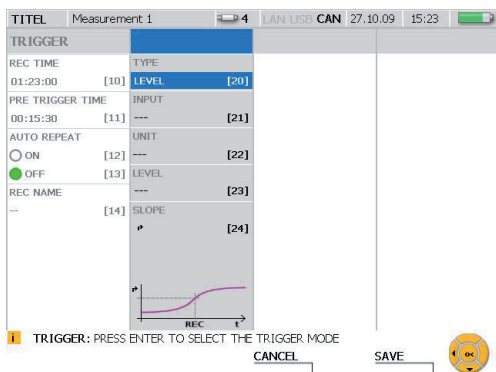 TITEL Measurement 1 4 LAN USB CAN 27.10.09 15:23
TRIGGER
REC TIME
01:23:00 [10]
PRE TRIGGER TIME
00:15:30 [11]
AUTO REPEAT
ON [12]
OFF [13]
REC NAME
-- [14]
TYPE
LEVEL [20]
INPUT
--- [21]
UNIT
--- [22]
LEVEL
--- [23]
SLOPE
[24]
REC t
i TRIGGER: PRESS ENTER TO SELECT THE TRIGGER MODE
CANCEL SAVE
OK